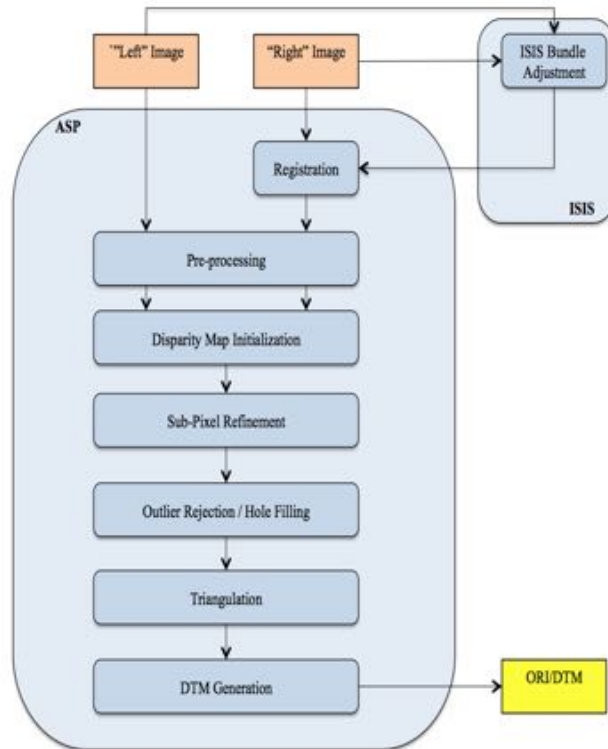 `"Left" Image
"Right" Image
ISIS Bundle
Adjustment
ASP
Registration
ISIS
Pre-processing
Disparity Map Initialization
Sub-Pixel Refinement
Outlier Rejection / Hole Filling
Triangulation
DTM Generation
ORI/DTM